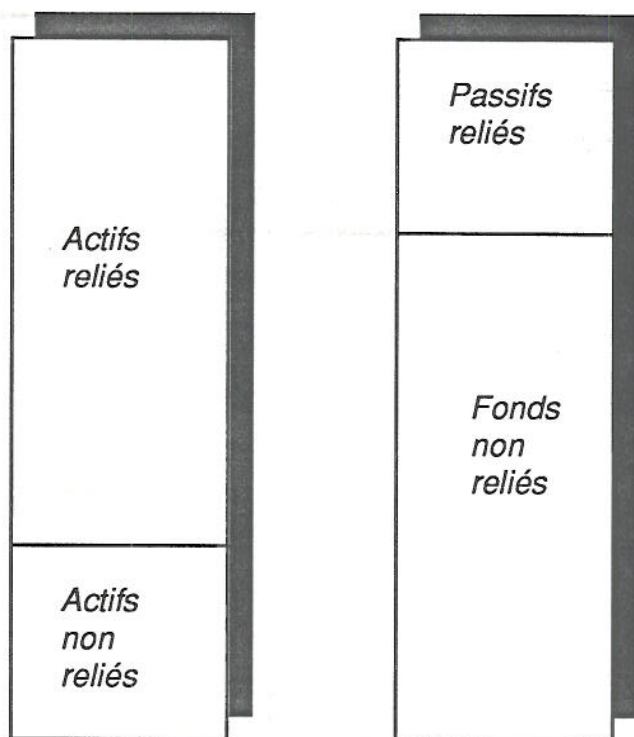 Actifs
reliés
Actifs
non
reliés
Passifs
reliés
Fonds
non
reliés